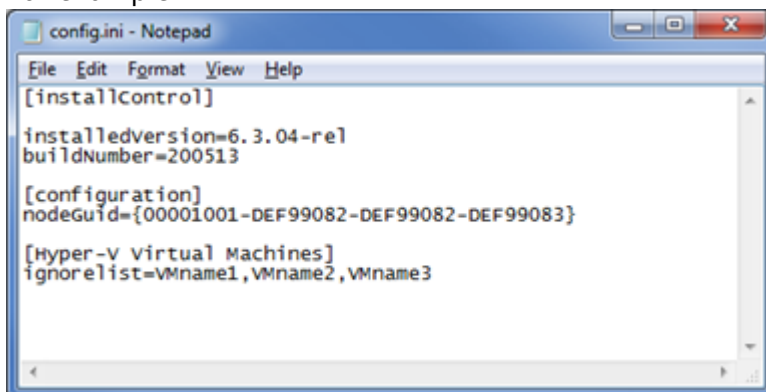 config.ini - Notepad
File Edit Format View Help
[installControl]
installedVersion=6.3.04-rel
buildNumber=200513
[configuration]
nodeGuid={00001001-DEF99082-DEF99082-DEF99083}
[Hyper-V Virtual Machines]
ignorelist=VMname1,VMname2,VMname3